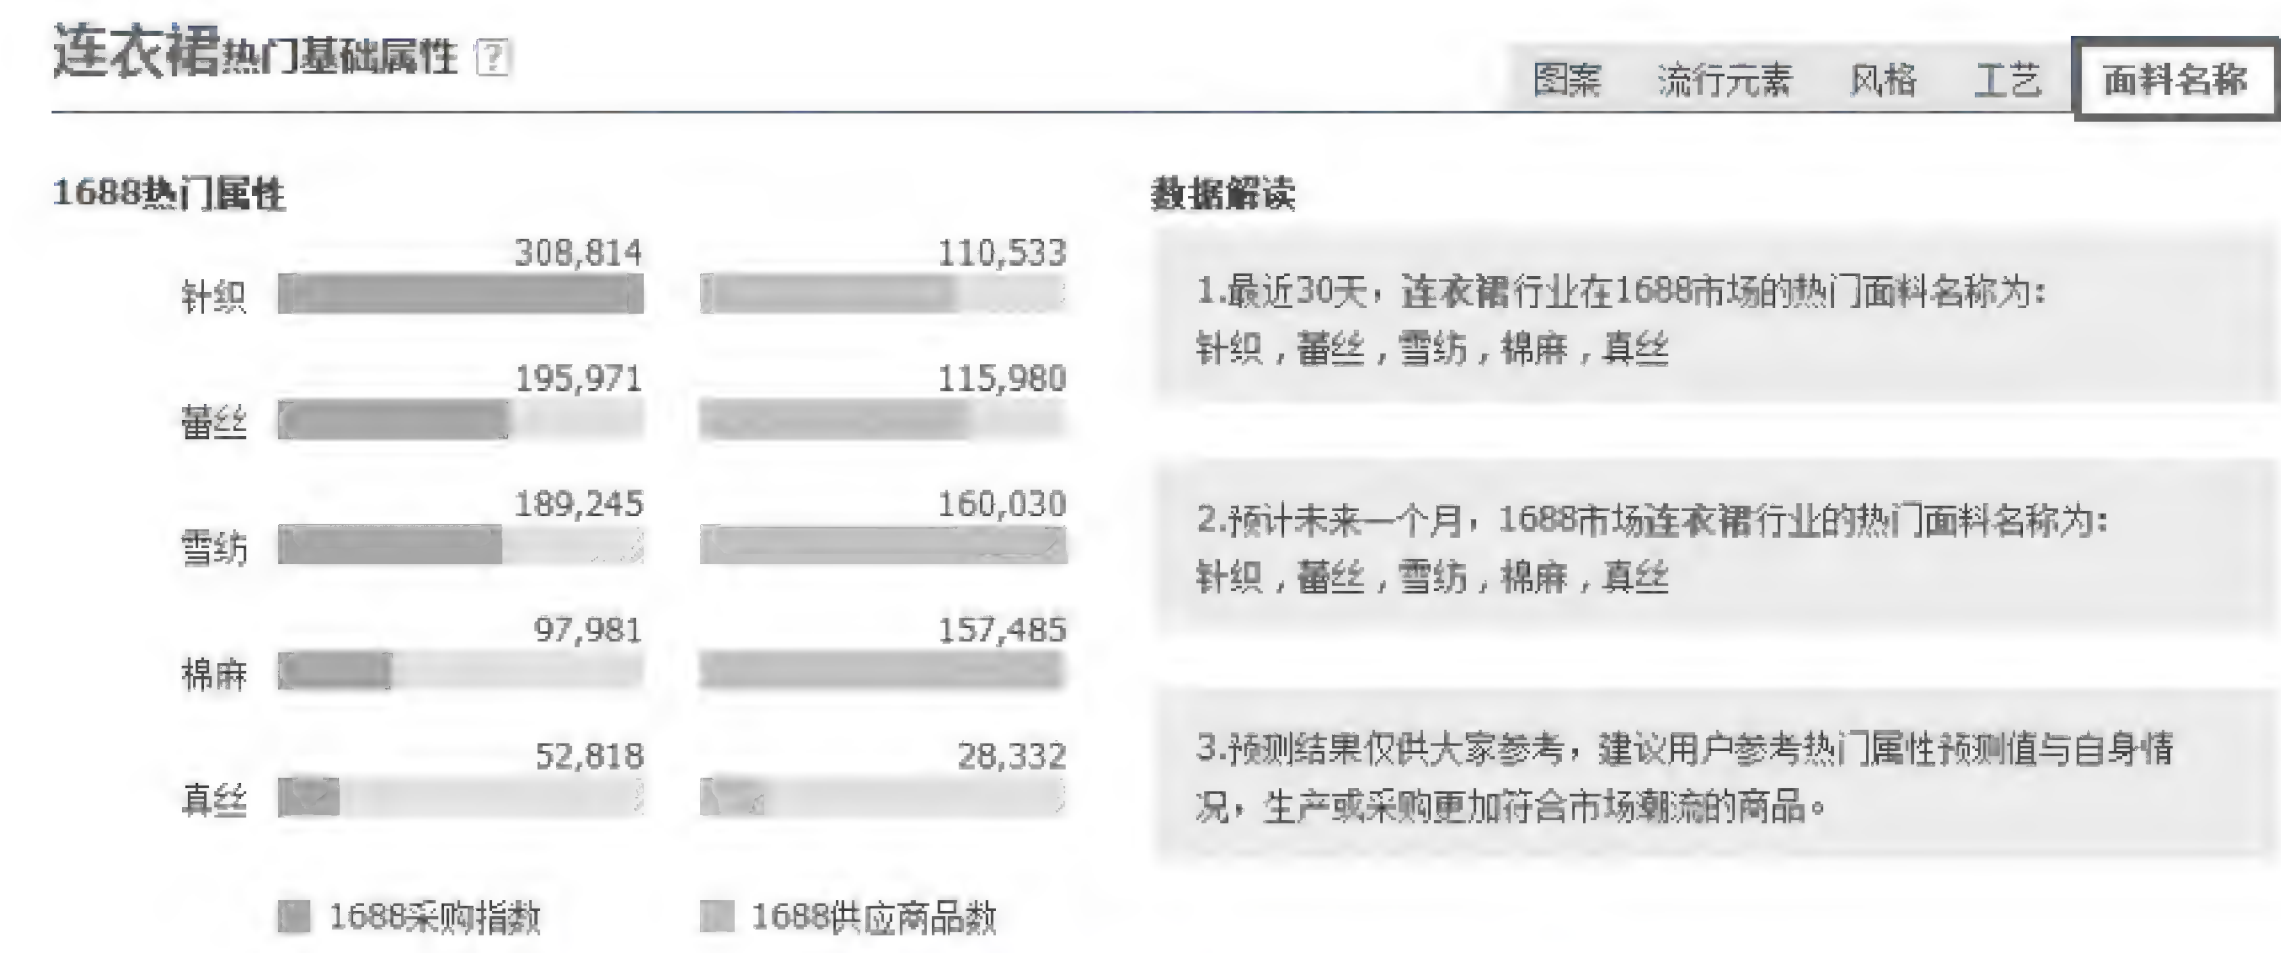 连衣裙热门基础属性 ?
图案 流行元素 风格 工艺 面料名称
1688热门属性
308,814 110,533
针织
195,971 115,980
蕾丝
189,245 160,030
雪纺
97,981 157,485
棉麻
52,818 28,332
真丝
1688采购指数 1688供应商品数
数据解读
1.最近30天，连衣裙行业在1688市场的热门面料名称为：
针织，蕾丝，雪纺，棉麻，真丝
2.预计未来一个月，1688市场连衣裙行业的热门面料名称为：
针织，蕾丝，雪纺，棉麻，真丝
3.预测结果仅供大家参考，建议用户参考热门属性预测值与自身情
况，生产或采购更加符合市场潮流的商品。